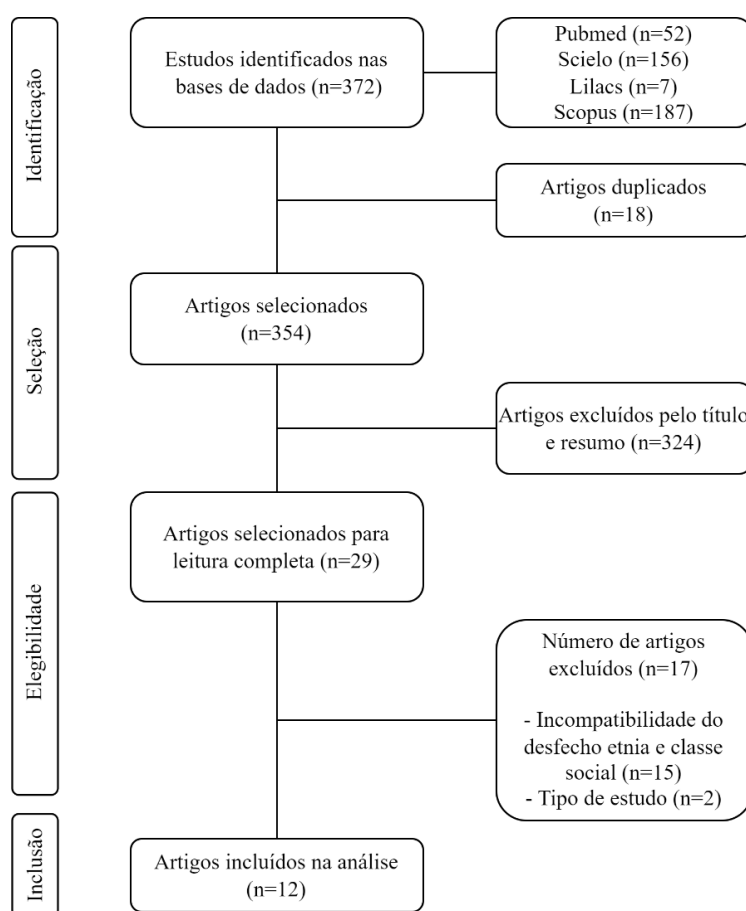 Identificação
Estudos identificados nas
bases de dados (n=372)
Pubmed (n=52)
Scielo (n=156)
Lilacs (n=7)
Scopus (n=187)
Artigos duplicados
(n=18)
Seleção
Artigos selecionados
(n=354)
Artigos excluídos pelo título
e resumo (n=324)
Elegibilidade
Artigos selecionados para
leitura completa (n=29)
Número de artigos
excluídos (n=17)
- Incompatibilidade do
desfecho etnia e classe
social (n=15)
- Tipo de estudo (n=2)
Inclusão
Artigos incluídos na análise
(n=12)